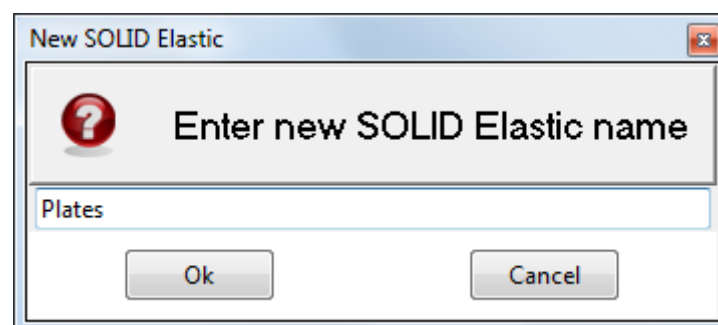 New SOLID Elastic
Enter new SOLID Elastic name
Plates
Ok
Cancel